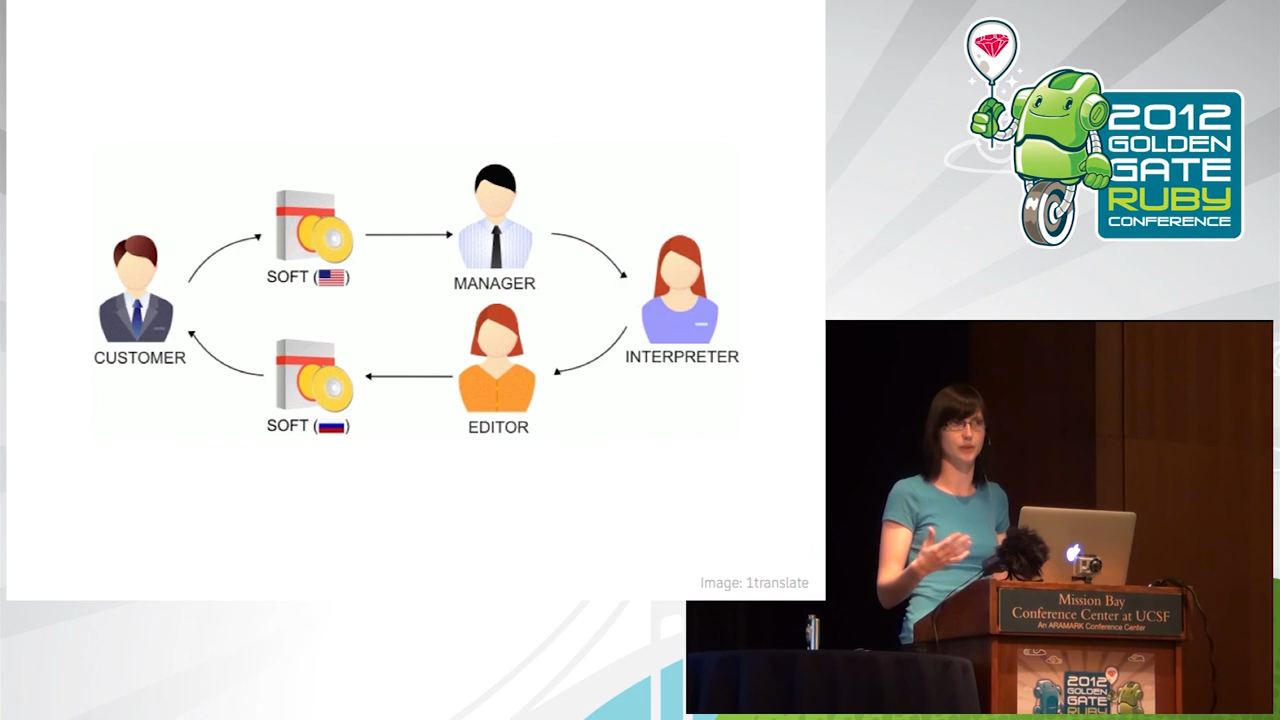 CUSTOMER
SOFT ( )
MANAGER
INTERPRETER
EDITOR
SOFT ( )
Image: 1translate
2012
GOLDEN
GATE
RUBY
CONFERENCE
Mission Bay
Conference Center at UCSF
An ARAMARK Conference Center
2012
GOLDEN
GATE
RUBY